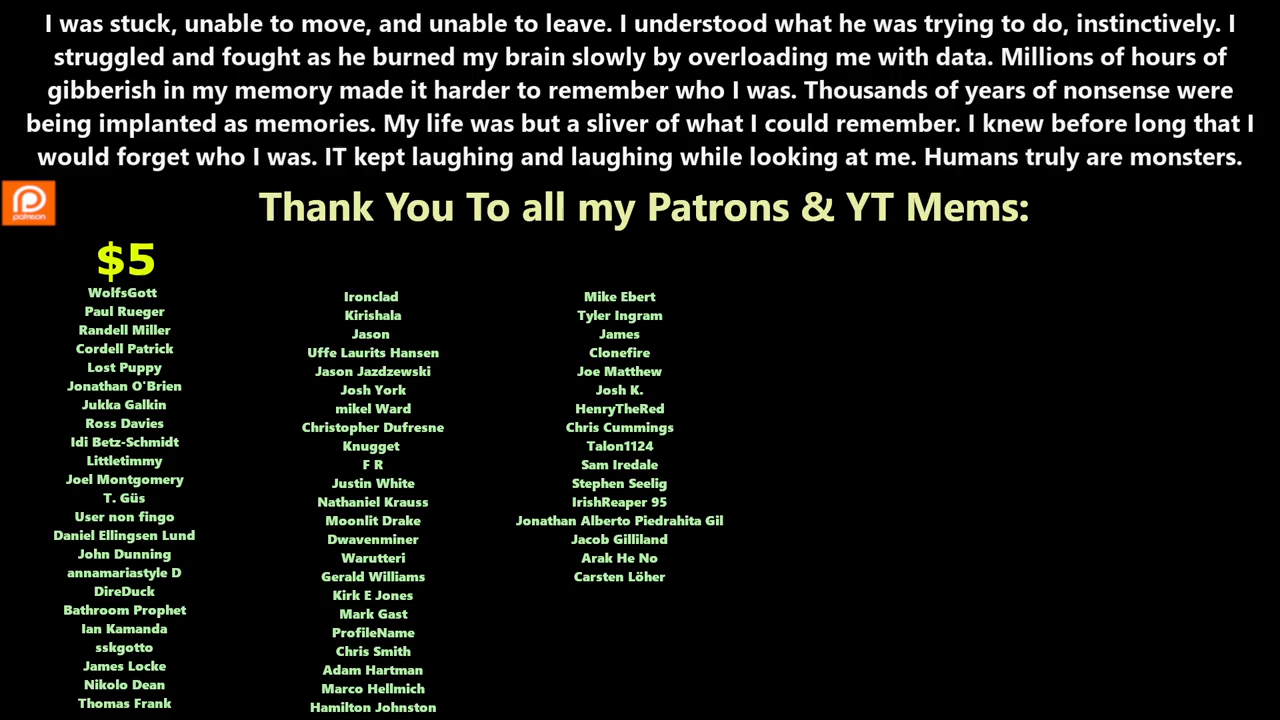 I was stuck, unable to move, and unable to leave. I understood what he was trying to do, instinctively. I
struggled and fought as he burned my brain slowly by overloading me with data. Millions of hours of
gibberish in my memory made it harder to remember who I was. Thousands of years of nonsense were
being implanted as memories. My life was but a sliver of what I could remember. I knew before long that I
would forget who I was. IT kept laughing and laughing while looking at me. Humans truly are monsters.
patreon
Thank You To all my Patrons & YT Mems:
$5
WolfsGott
Paul Rueger
Randell Miller
Cordell Patrick
Lost Puppy
Jonathan O'Brien
Jukka Galkin
Ross Davies
Idi Betz-Schmidt
Littletimmy
Joel Montgomery
T. Güs
User non fingo
Daniel Ellingsen Lund
John Dunning
annamariastyle D
DireDuck
Bathroom Prophet
Ian Kamanda
sskgotto
James Locke
Nikolo Dean
Thomas Frank
Ironclad
Kirishala
Jason
Uffe Laurits Hansen
Jason Jazdzewski
Josh York
mikel Ward
Christopher Dufresne
Knugget
F R
Justin White
Nathaniel Krauss
Moonlit Drake
Dwavenminer
Warutteri
Gerald Williams
Kirk E Jones
Mark Gast
ProfileName
Chris Smith
Adam Hartman
Marco Hellmich
Hamilton Johnston
Mike Ebert
Tyler Ingram
James
Clonefire
Joe Matthew
Josh K.
HenryTheRed
Chris Cummings
Talon1124
Sam Iredale
Stephen Seelig
IrishReaper 95
Jonathan Alberto Piedrahita Gil
Jacob Gilliland
Arak He No
Carsten Löher